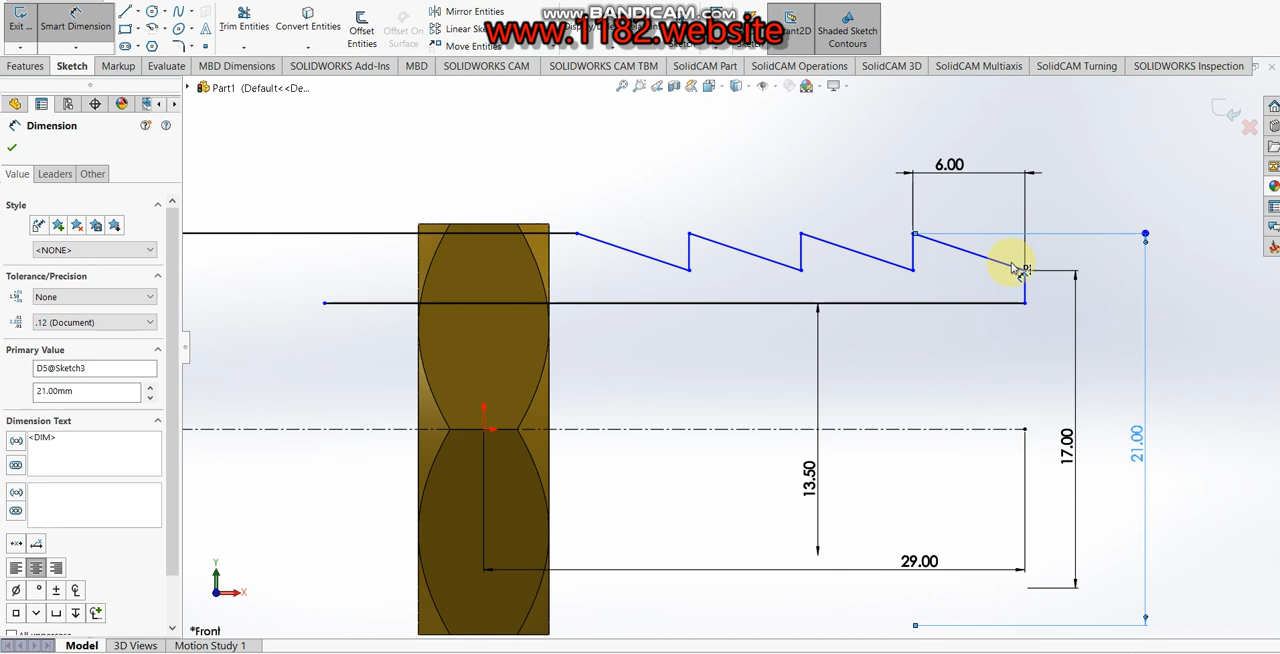 www.BANDICAM.com
www.1182.website
Exit ...
Smart Dimension
Trim Entities
Convert Entities
Offset Entities
Offset On Surface
Mirror Entities
Linear Sk
Move Entities
Shaded Sketch Contours
Features
Sketch
Markup
Evaluate
MBD Dimensions
SOLIDWORKS Add-Ins
MBD
SOLIDWORKS CAM
SOLIDWORKS CAM TBM
SolidCAM Part
SolidCAM Operations
SolidCAM 3D
SolidCAM Multiaxis
SolidCAM Turning
SOLIDWORKS Inspection
Part1 (Default<<De...
Dimension
Value
Leaders
Other
Style
<NONE>
Tolerance/Precision
None
.12 (Document)
Primary Value
D5@Sketch3
21.00mm
Dimension Text
<DIM>
6.00
13.50
17.00
21.00
29.00
Y
X
*Front
Model
3D Views
Motion Study 1